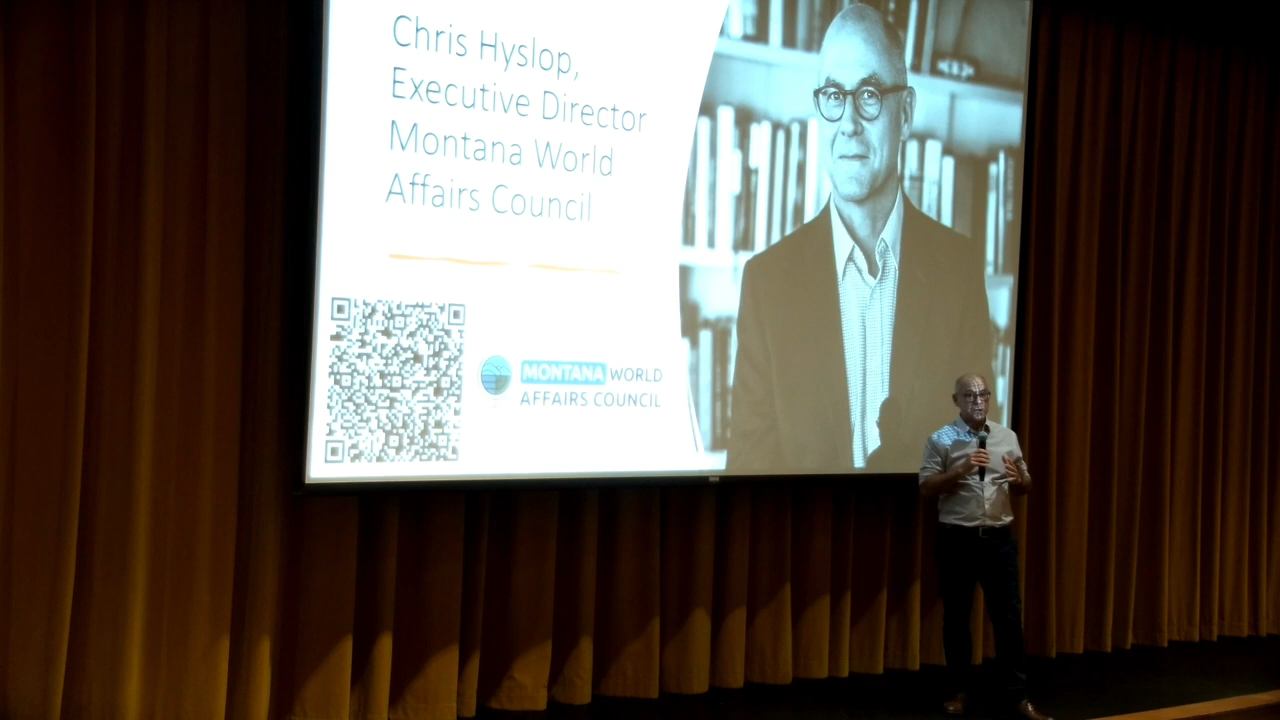 Chris Hyslop,
Executive Director
Montana World
Affairs Council
MONTANA WORLD
AFFAIRS COUNCIL